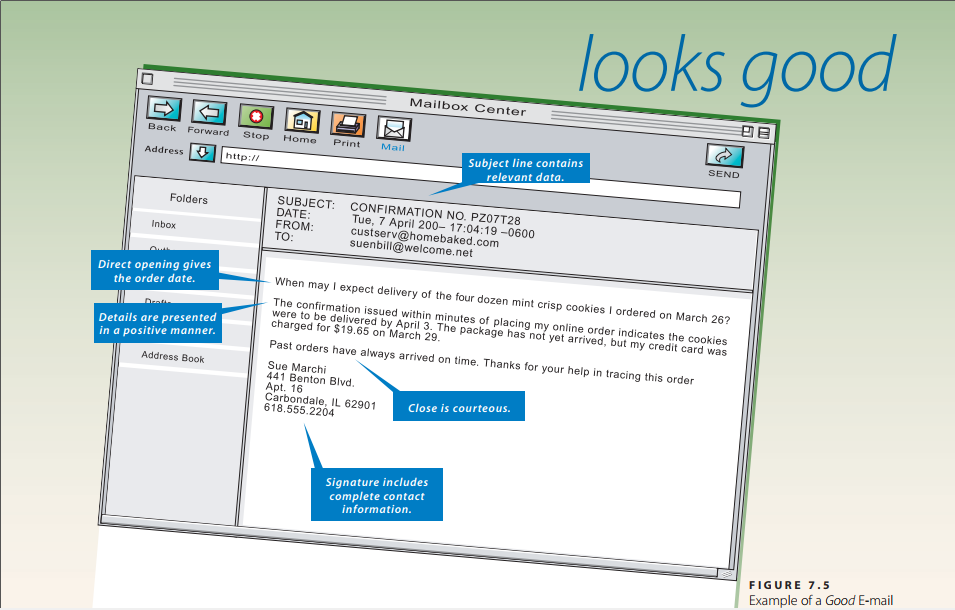 looks good
Mailbox Center
Back Forward Stop Home Print Mail
SEND
Address http://
Subject line contains
relevant data.
Folders
Inbox
Address Book
SUBJECT: CONFIRMATION NO. PZ07T28
DATE: Tue, 7 April 200– 17:04:19 –0600
FROM: custserv@homebaked.com
TO: suenbill@welcome.net
Direct opening gives
the order date.
Details are presented
in a positive manner.
When may I expect delivery of the four dozen mint crisp cookies I ordered on March 26?
The confirmation issued within minutes of placing my online order indicates the cookies
were to be delivered by April 3. The package has not yet arrived, but my credit card was
charged for $19.65 on March 29.
Past orders have always arrived on time. Thanks for your help in tracing this order
Sue Marchi
441 Benton Blvd.
Apt. 16
Carbondale, IL 62901
618.555.2204
Close is courteous.
Signature includes
complete contact
information.
FIGURE 7.5
Example of a Good E-mail